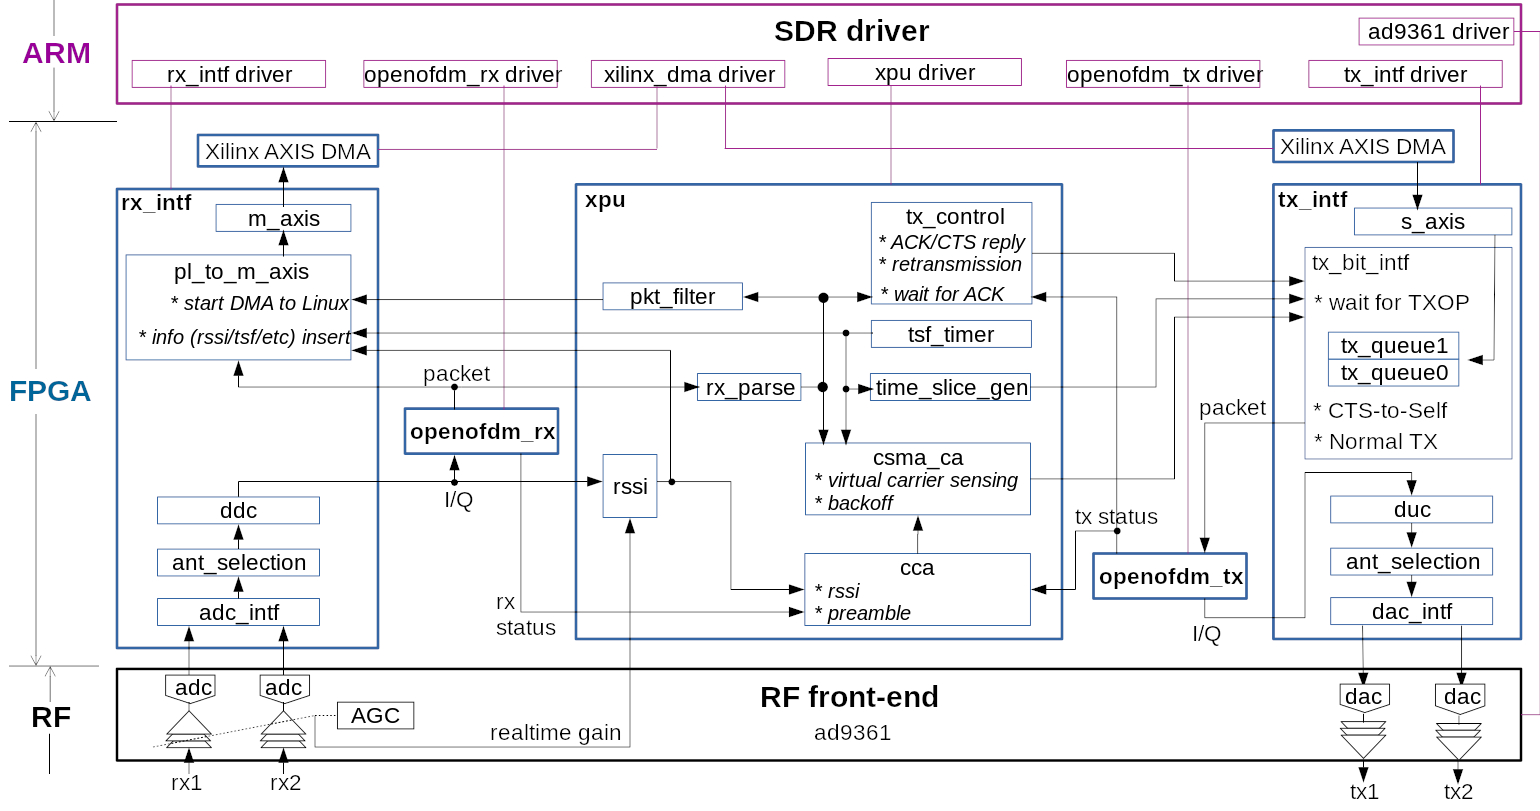 SDR driver
ad9361 driver
ARM
rx_intf driver
openofdm_rx driver
xilinx_dma driver
xpu driver
openofdm_tx driver
tx_intf driver
Xilinx AXIS DMA
Xilinx AXIS DMA
rx_intf
m_axis
pl_to_m_axis
* start DMA to Linux
* info (rssi/tsf/etc) insert
xpu
tx_control
* ACK/CTS reply
* retransmission
* wait for ACK
pkt_filter
tsf_timer
rx_parse
time_slice_gen
tx_intf
s_axis
tx_bit_intf
* wait for TXOP
tx_queue1
tx_queue0
* CTS-to-Self
* Normal TX
FPGA
packet
openofdm_rx
I/Q
packet
csma_ca
* virtual carrier sensing
* backoff
rssi
tx status
cca
* rssi
* preamble
openofdm_tx
I/Q
rx
status
ddc
ant_selection
adc_intf
duc
ant_selection
dac_intf
RF
adc
adc
AGC
realtime gain
RF front-end
ad9361
dac
dac
rx1
rx2
tx1
tx2